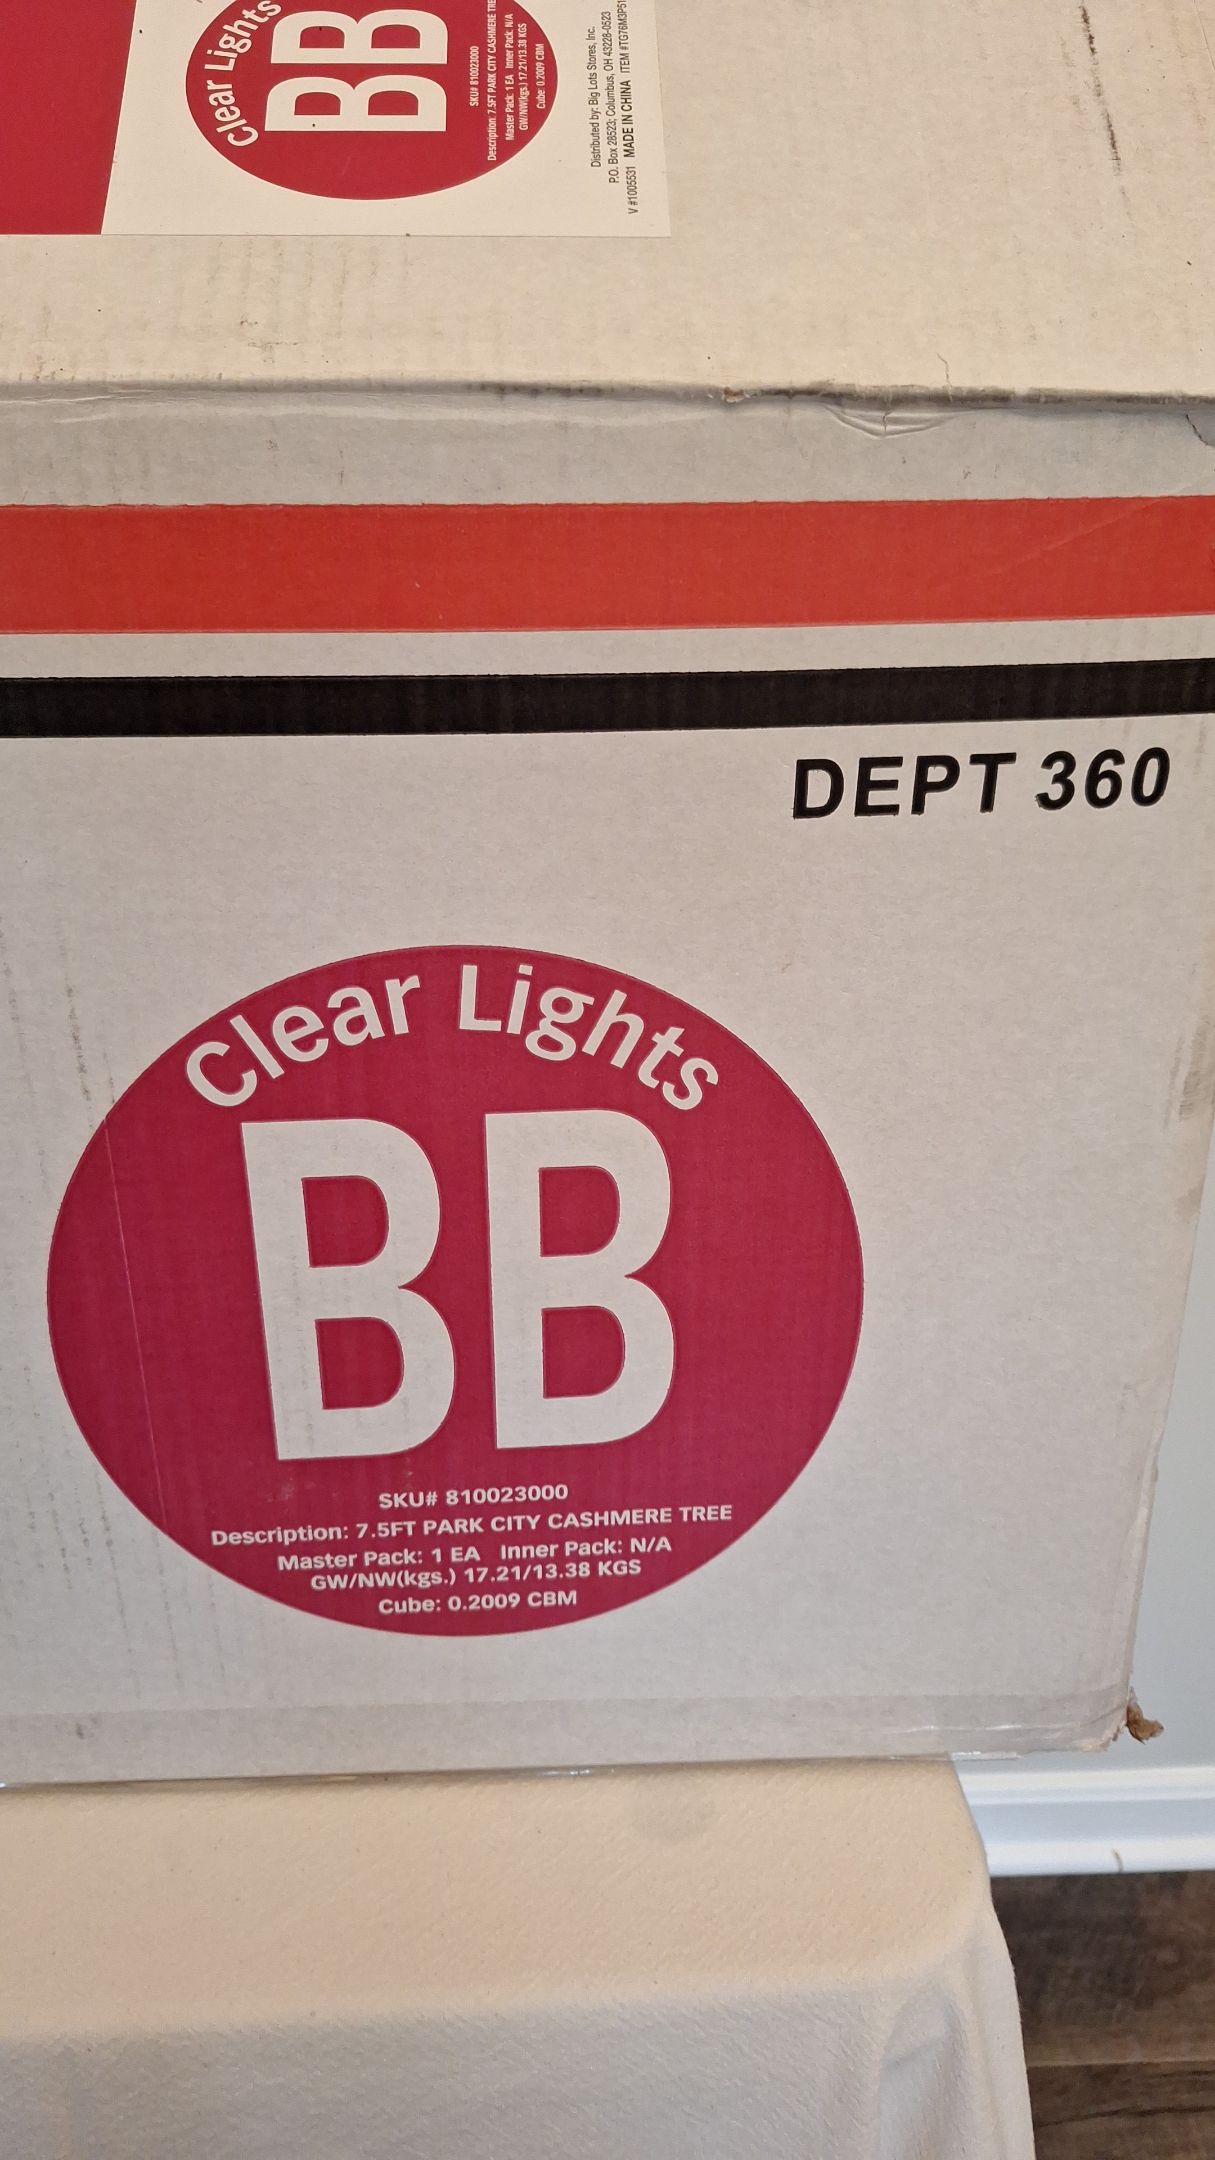 Clear Lights
BB
SKU# 810023000
Description: 7.5FT PARK CITY CASHMERE TREE
Master Pack: 1 EA Inner Pack: N/A
GW/NW(kgs.) 17.21/13.38 KGS
Cube: 0.2009 CBM
Distributed by: Big Lots Stores, Inc.
P.O. Box 28523; Columbus, OH 43228-0523
V #1005531 MADE IN CHINA ITEM #TG76M3P51
DEPT 360
Clear Lights
BB
SKU# 810023000
Description: 7.5FT PARK CITY CASHMERE TREE
Master Pack: 1 EA Inner Pack: N/A
GW/NW(kgs.) 17.21/13.38 KGS
Cube: 0.2009 CBM